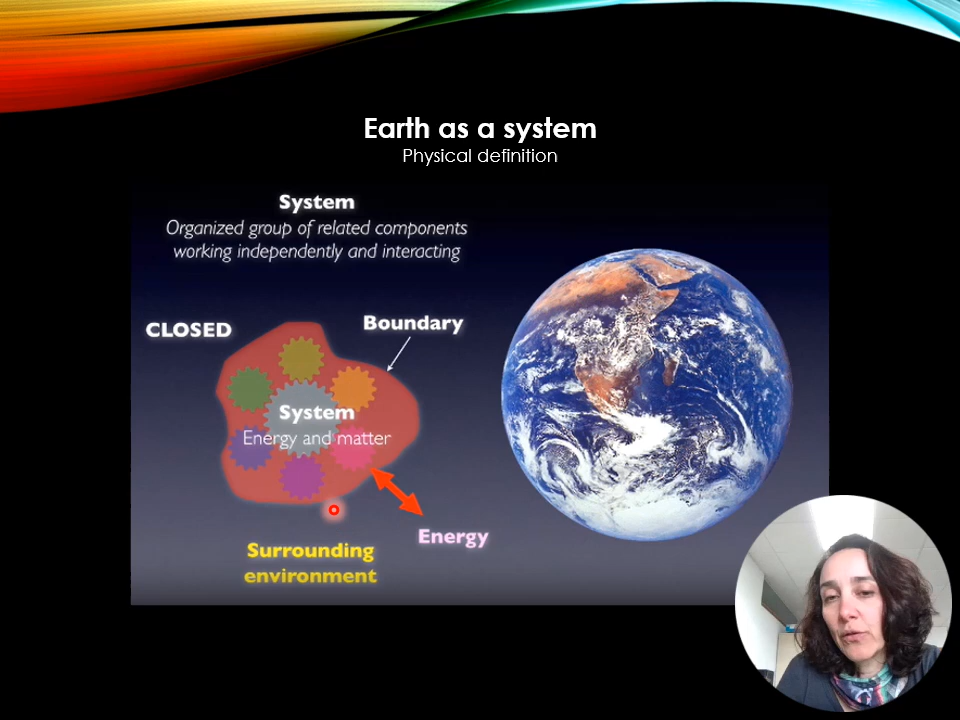 Earth as a system
Physical definition
System
Organized group of related components
working independently and interacting
CLOSED
Boundary
System
Energy and matter
Energy
Surrounding
environment